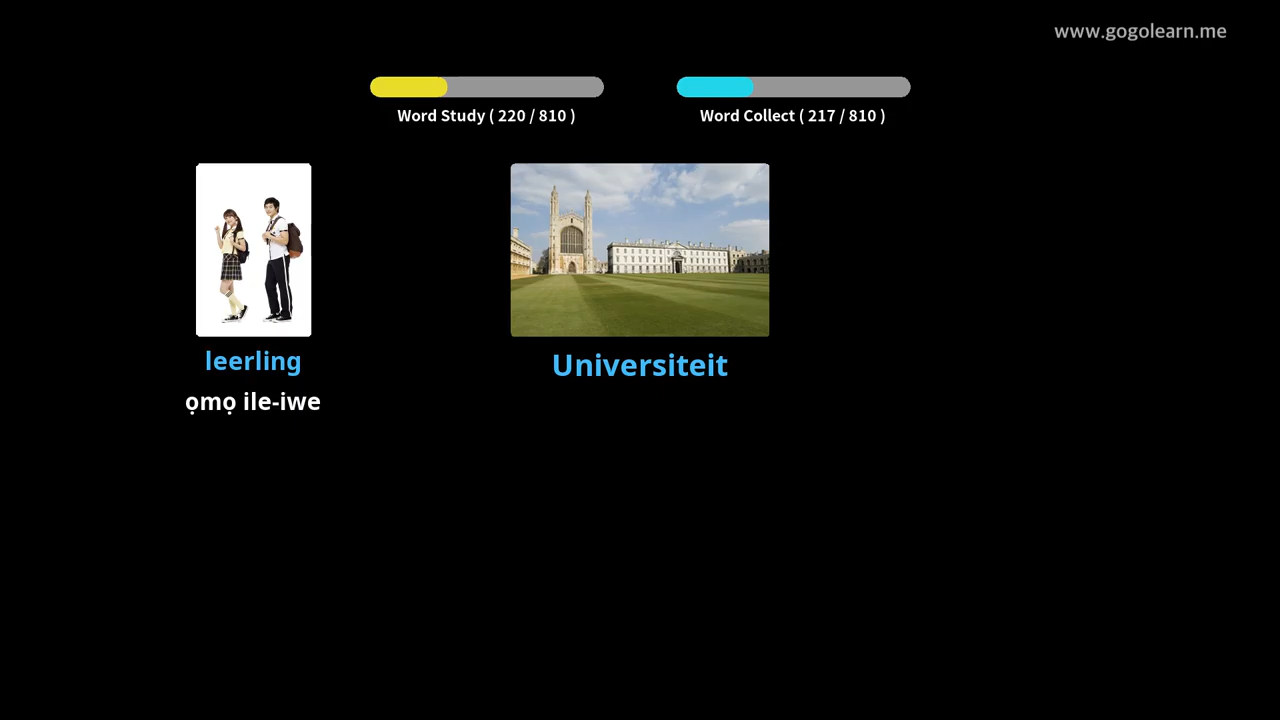 www.gogolearn.me
Word Study ( 220 / 810 )
Word Collect ( 217 / 810 )
leerling
ọmọ ile-iwe
Universiteit